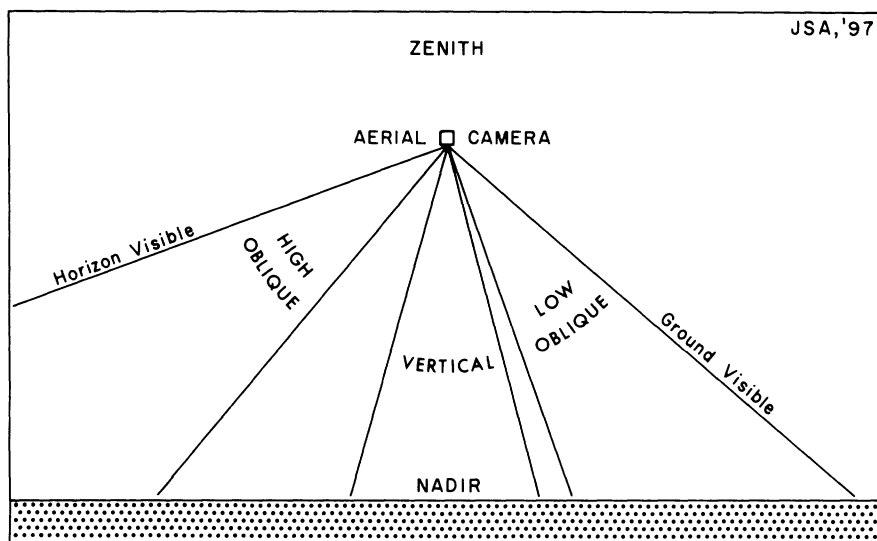 JSA,'97
ZENITH
AERIAL CAMERA
Horizon Visible
HIGH
OBLIQUE
LOW
OBLIQUE
Ground Visible
VERTICAL
NADIR